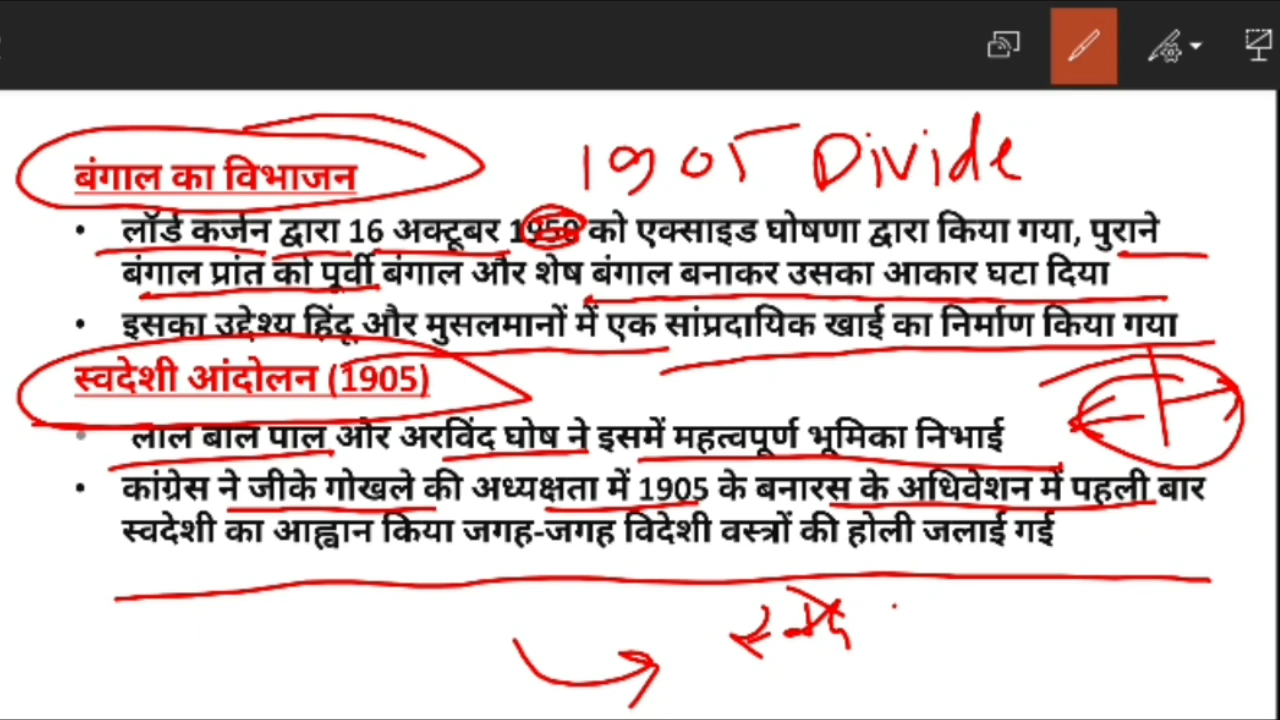 बंगाल का विभाजन
1905 Divide
• लॉर्ड कर्जन द्वारा 16 अक्टूबर 1950 को एक्साइड घोषणा द्वारा किया गया, पुराने
बंगाल प्रांत को पूर्वी बंगाल और शेष बंगाल बनाकर उसका आकार घटा दिया
• इसका उद्देश्य हिंदू और मुसलमानों में एक सांप्रदायिक खाई का निर्माण किया गया
स्वदेशी आंदोलन (1905)
• लाल बाल पाल ओर अरविंद घोष ने इसमें महत्वपूर्ण भूमिका निभाई
• कांग्रेस ने जीके गोखले की अध्यक्षता में 1905 के बनारस के अधिवेशन में पहली बार
स्वदेशी का आह्वान किया जगह-जगह विदेशी वस्त्रों की होली जलाई गई